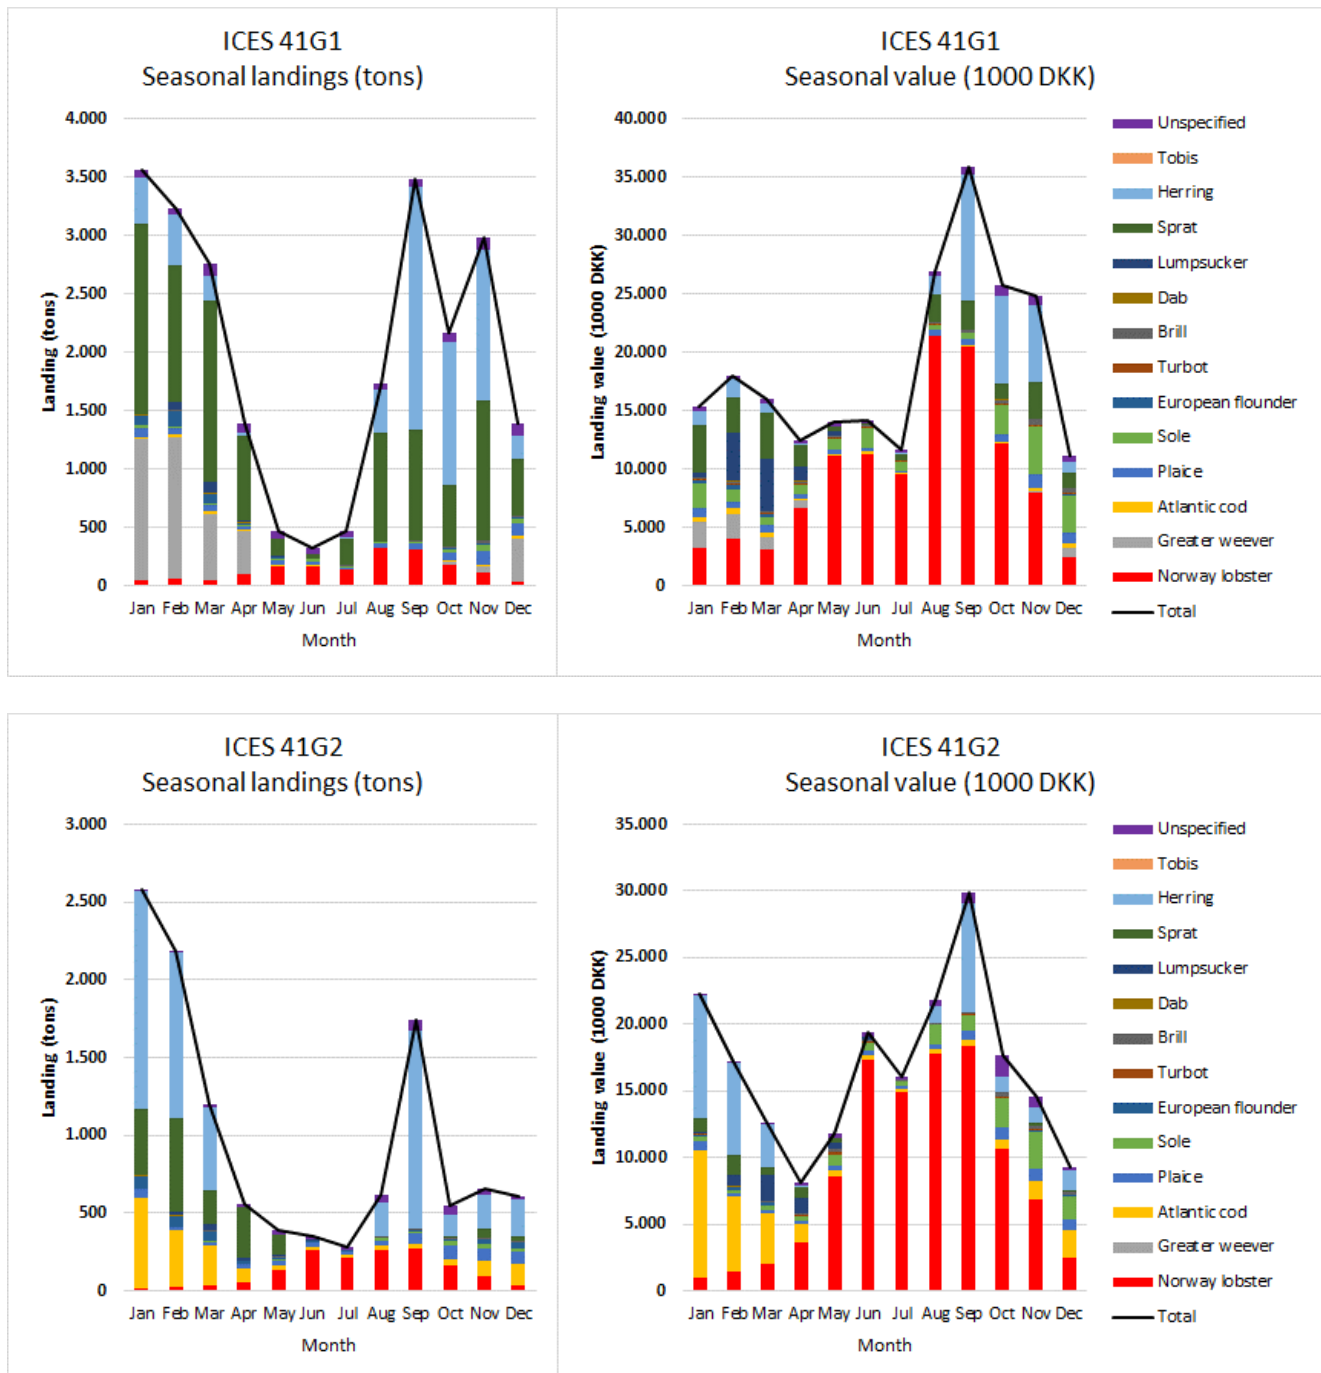 ICES 41G1
Seasonal landings (tons)
4.000
3.500
3.000
2.500
2.000
1.500
1.000
500
0
Landing (tons)
Jan Feb Mar Apr May Jun Jul Aug Sep Oct Nov Dec
Month
ICES 41G1
Seasonal value (1000 DKK)
40.000
35.000
30.000
25.000
20.000
15.000
10.000
5.000
0
Landing value (1000 DKK)
Jan Feb Mar Apr May Jun Jul Aug Sep Oct Nov Dec
Month
Unspecified
Tobis
Herring
Sprat
Lumpsucker
Dab
Brill
Turbot
European flounder
Sole
Plaice
Atlantic cod
Greater weever
Norway lobster
Total
ICES 41G2
Seasonal landings (tons)
3.000
2.500
2.000
1.500
1.000
500
0
Landing (tons)
Jan Feb Mar Apr May Jun Jul Aug Sep Oct Nov Dec
Month
ICES 41G2
Seasonal value (1000 DKK)
35.000
30.000
25.000
20.000
15.000
10.000
5.000
0
Landing value (1000 DKK)
Jan Feb Mar Apr May Jun Jul Aug Sep Oct Nov Dec
Month
Unspecified
Tobis
Herring
Sprat
Lumpsucker
Dab
Brill
Turbot
European flounder
Sole
Plaice
Atlantic cod
Greater weever
Norway lobster
Total